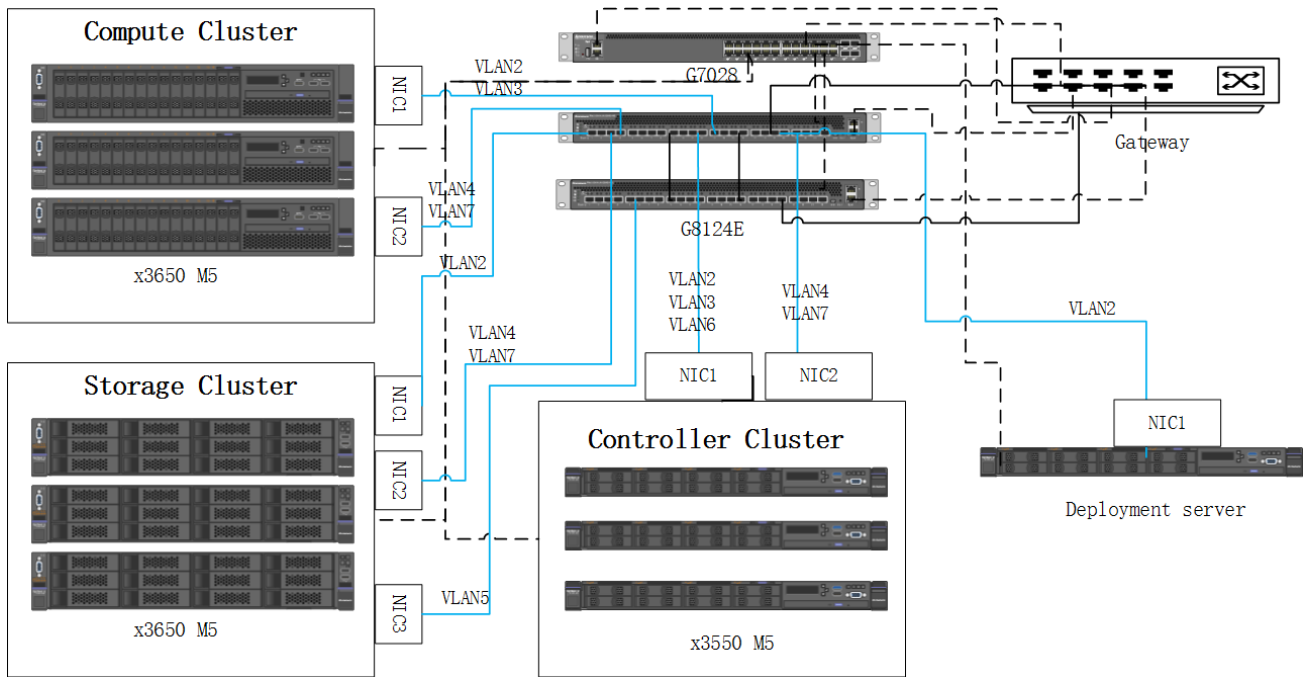 Compute Cluster
NIC1
NIC2
x3650 M5
VLAN2
VLAN3
VLAN4
VLAN7
VLAN2
G7028
G8124E
Gateway
Storage Cluster
NIC1
NIC2
NIC3
x3650 M5
VLAN4
VLAN7
VLAN5
VLAN2
VLAN3
VLAN6
VLAN4
VLAN7
NIC1
NIC2
Controller Cluster
x3550 M5
VLAN2
NIC1
Deployment server